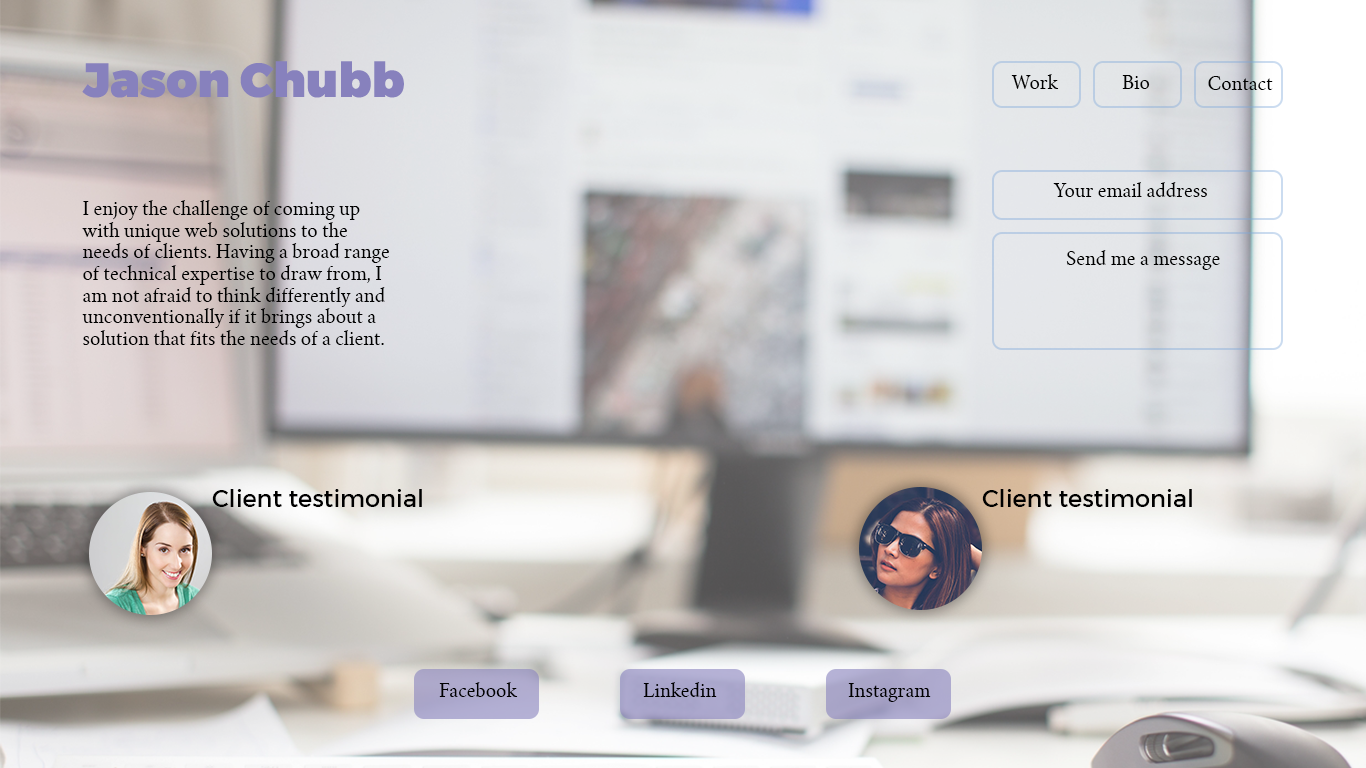 Jason Chubb
Work
Bio
Contact
Your email address
I enjoy the challenge of coming up
with unique web solutions to the
needs of clients. Having a broad range
of technical expertise to draw from, I
am not afraid to think differently and
unconventionally if it brings about a
solution that fits the needs of a client.
Send me a message
Client testimonial
Client testimonial
Facebook
Linkedin
Instagram